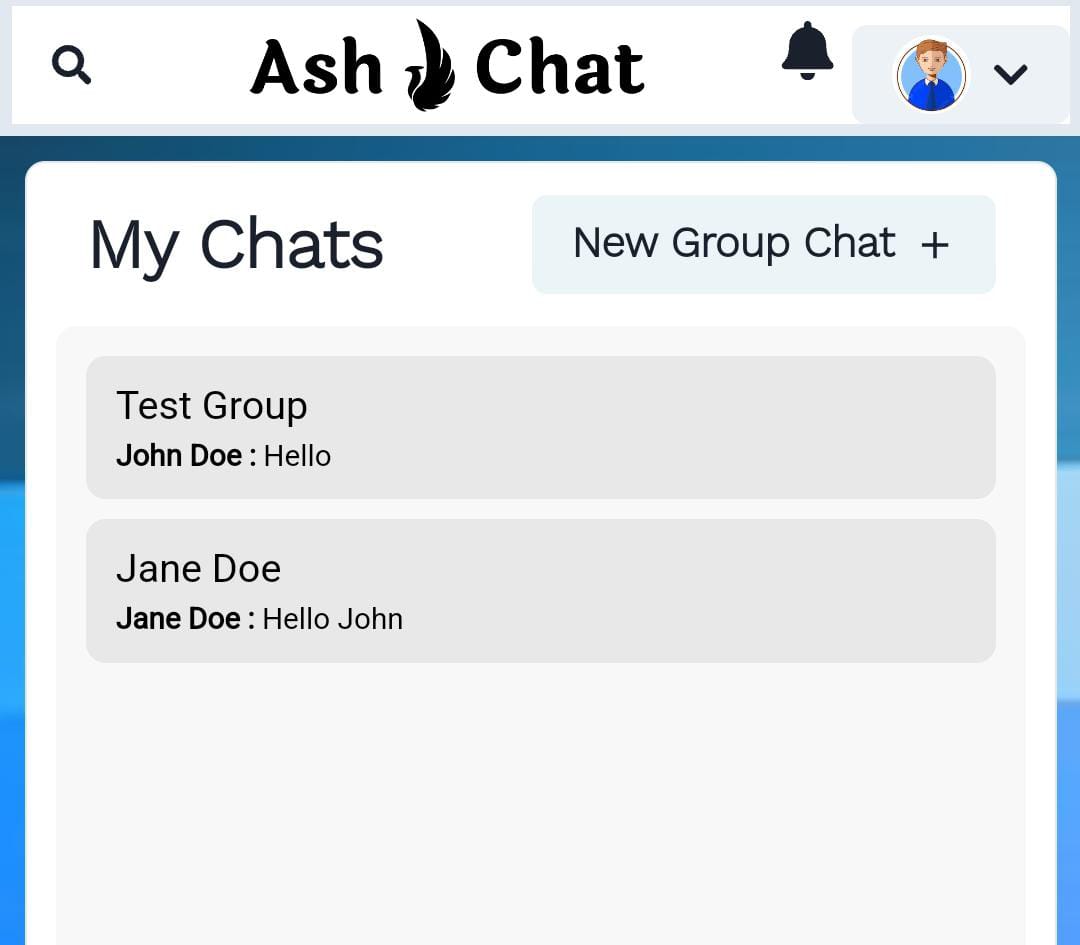 Ash Chat
My Chats
New Group Chat +
Test Group
John Doe : Hello
Jane Doe
Jane Doe : Hello John